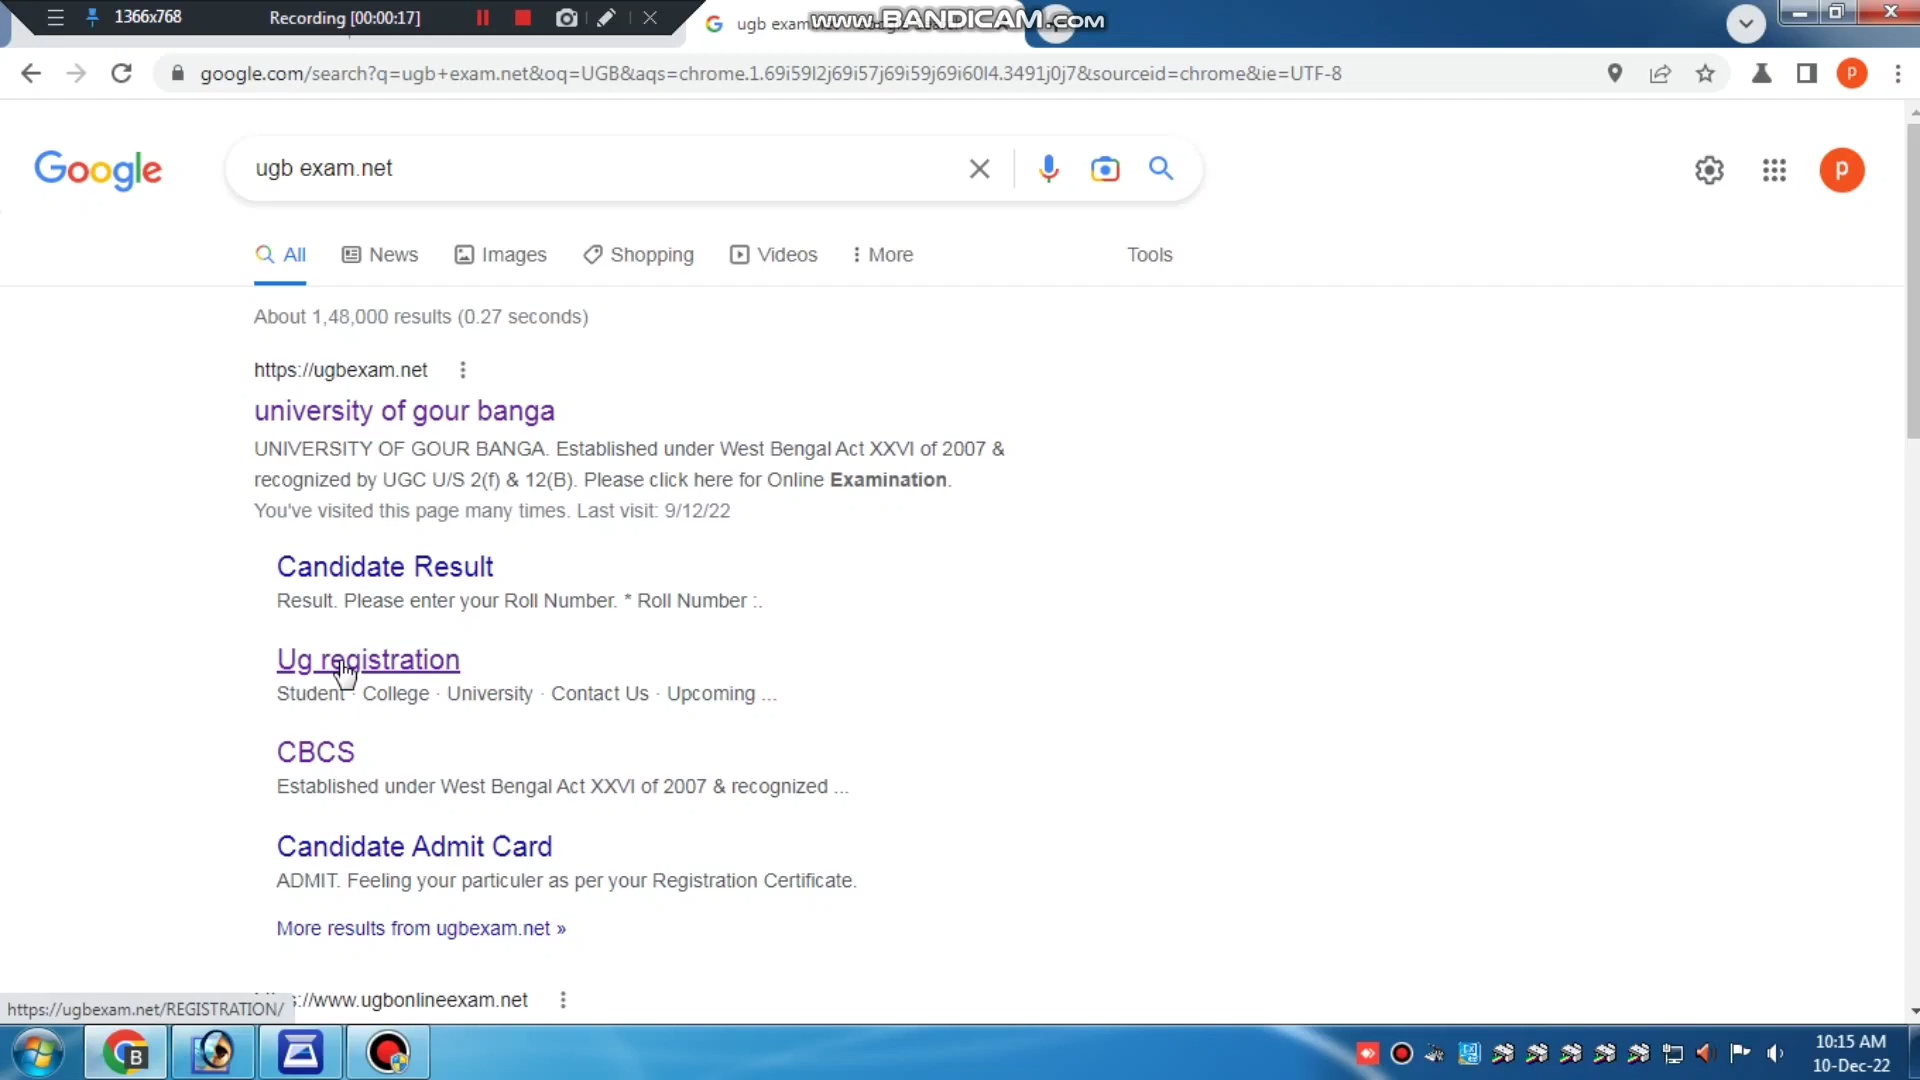 1366x768
Recording [00:00:17]
www.BANDICAM.com
ugb exam
google.com/search?q=ugb+exam.net&oq=UGB&aqs=chrome.1.69i59l2j69i57j69i59j69i60l4.3491j0j7&sourceid=chrome&ie=UTF-8
P
Google
ugb exam.net
P
All
News
Images
Shopping
Videos
More
Tools
About 1,48,000 results (0.27 seconds)
https://ugbexam.net
university of gour banga
UNIVERSITY OF GOUR BANGA. Established under West Bengal Act XXVI of 2007 &
recognized by UGC U/S 2(f) & 12(B). Please click here for Online Examination.
You've visited this page many times. Last visit: 9/12/22
Candidate Result
Result. Please enter your Roll Number. * Roll Number :.
Ug registration
Student · College · University · Contact Us · Upcoming ...
CBCS
Established under West Bengal Act XXVI of 2007 & recognized ...
Candidate Admit Card
ADMIT. Feeling your particuler as per your Registration Certificate.
More results from ugbexam.net »
://www.ugbonlineexam.net
https://ugbexam.net/REGISTRATION/
B
10:15 AM
10-Dec-22